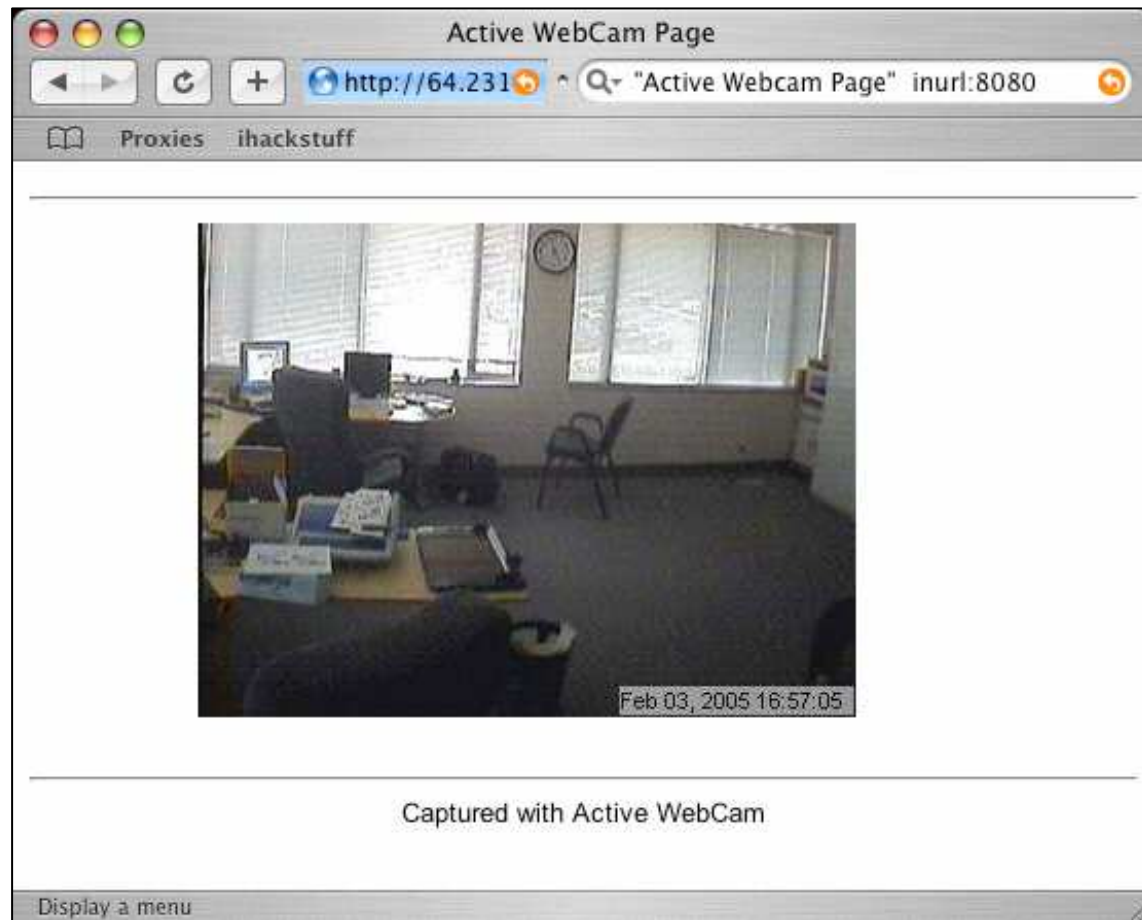 Active WebCam Page
http://64.231 "Active Webcam Page" inurl:8080
Proxies ihackstuff
Feb 03, 2005 16:57:05
Captured with Active WebCam
Display a menu